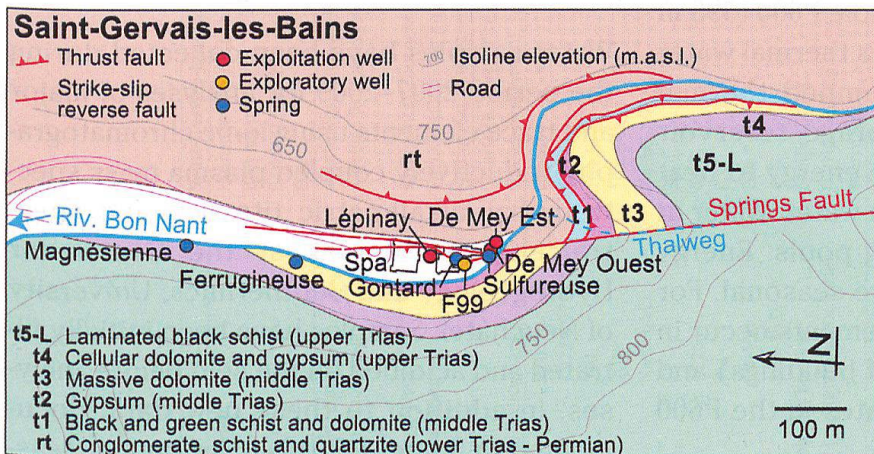 Saint-Gervais-les-Bains
Thrust fault
Exploitation well
700 Isoline elevation (m.a.s.l.)
Strike-slip
reverse fault
Exploratory well
Road
Spring
750
650
rt
t2
t4
t5-L
Riv. Bon Nant
Lépinay
De Mey Est
t1
t3
Springs Fault
Thalweg
Magnésienne
Spa
De Mey Ouest
Ferrugineuse
Gontard
Sulfureuse
F99
750
800
t5-L Laminated black schist (upper Trias)
t4 Cellular dolomite and gypsum (upper Trias)
t3 Massive dolomite (middle Trias)
t2 Gypsum (middle Trias)
t1 Black and green schist and dolomite (middle Trias)
rt Conglomerate, schist and quartzite (lower Trias - Permian)
N
100 m